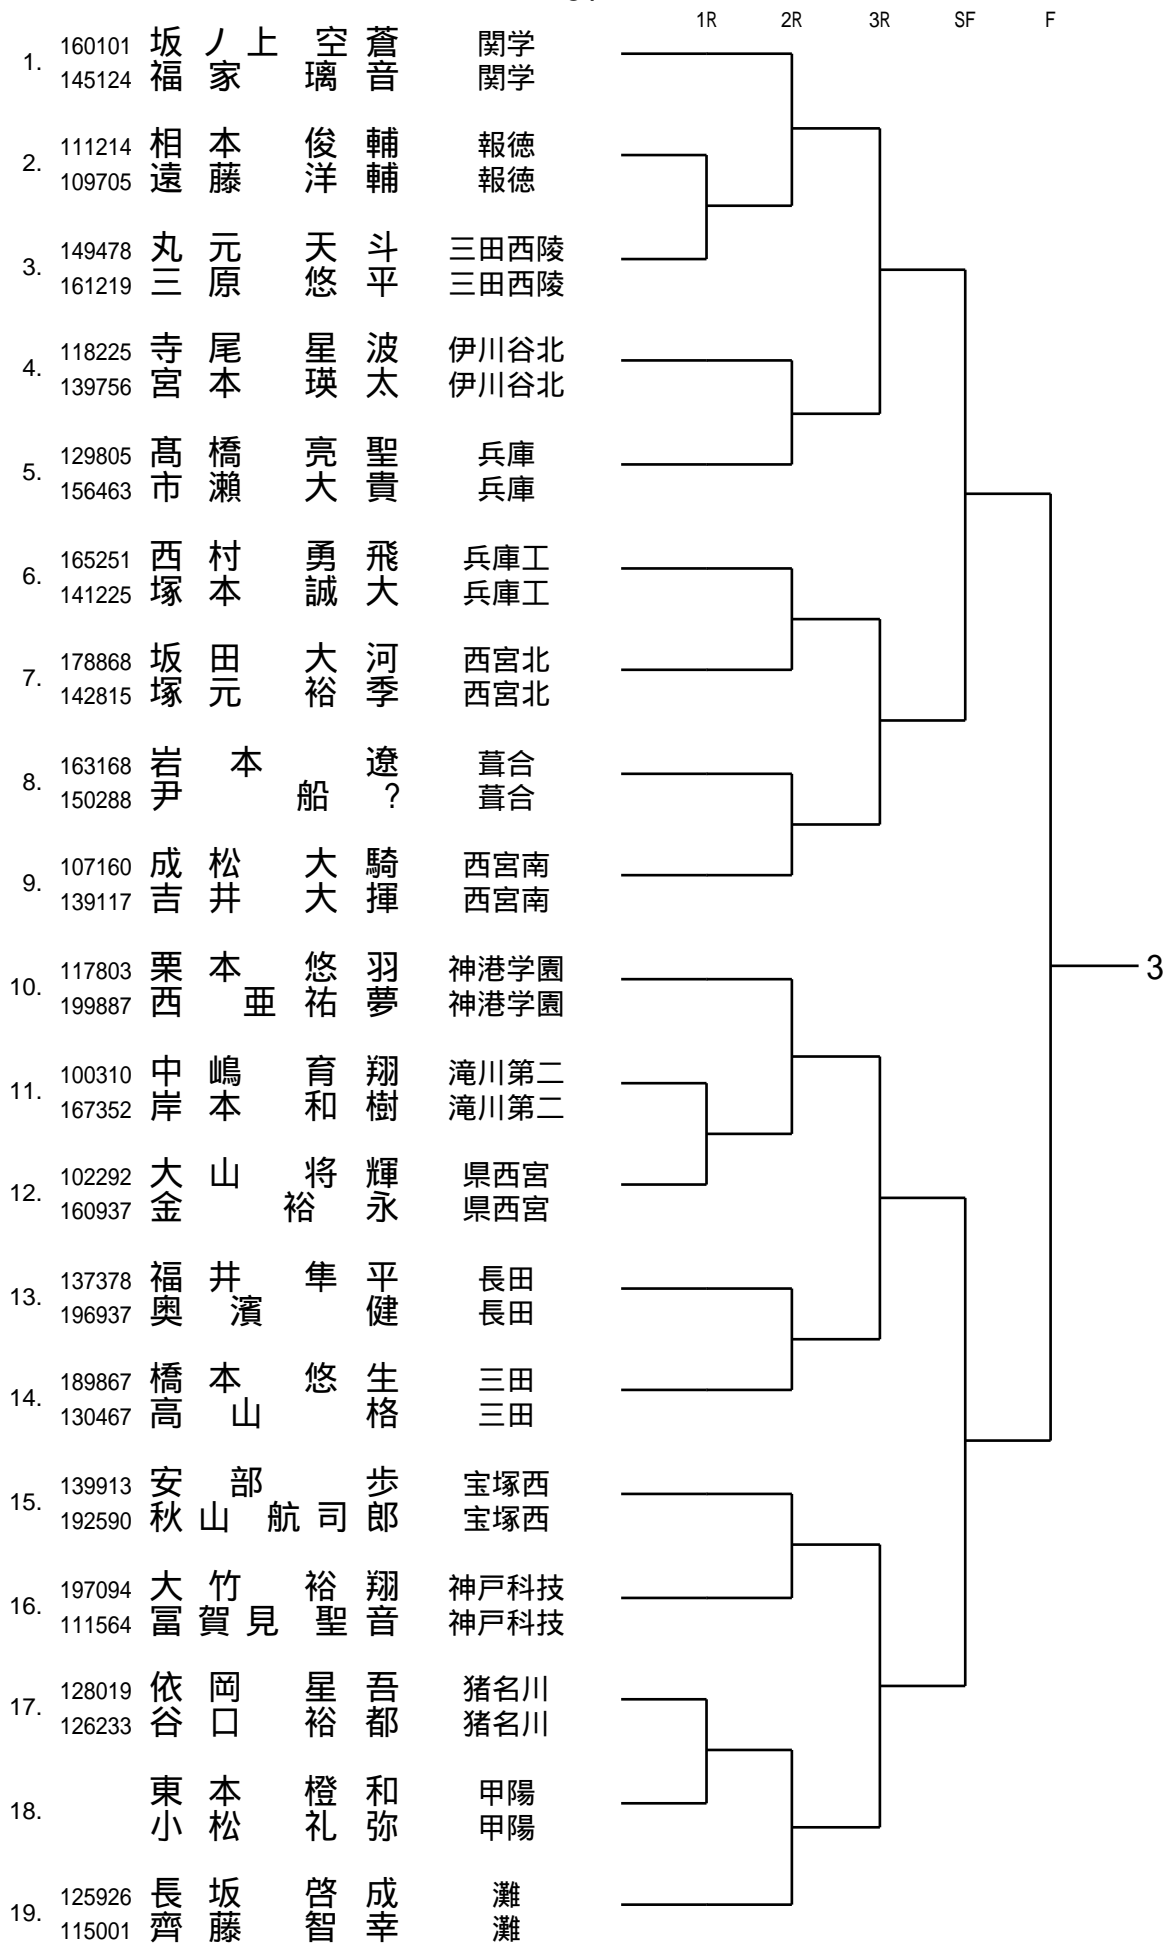 1R 2R 3R SF F
1. 160101 坂ノ上 空蒼 関学
145124 福家 璃音 関学
2. 111214 相本 俊輔 報徳
109705 遠藤 洋輔 報徳
3. 149478 丸元 天斗 三田西陵
161219 三原 悠平 三田西陵
4. 118225 寺尾 星波 伊川谷北
139756 宮本 瑛太 伊川谷北
5. 129805 髙橋 亮聖 兵庫
156463 市瀬 大貴 兵庫
6. 165251 西村 勇飛 兵庫工
141225 塚本 誠大 兵庫工
7. 178868 坂田 大河 西宮北
142815 塚元 裕季 西宮北
8. 163168 岩本 遼 葺合
150288 尹 船? 葺合
9. 107160 成松 大騎 西宮南
139117 吉井 大揮 西宮南
10. 117803 栗本 悠羽 神港学園
199887 西 亜祐夢 神港学園
3
11. 100310 中嶋 育翔 滝川第二
167352 岸本 和樹 滝川第二
12. 102292 大山 将輝 県西宮
160937 金 裕永 県西宮
13. 137378 福井 隼平 長田
196937 奥濱 健 長田
14. 189867 橋本 悠生 三田
130467 高山 格 三田
15. 139913 安部 歩 宝塚西
192590 秋山 航司郎 宝塚西
16. 197094 大竹 裕翔 神戸科技
111564 冨賀見 聖音 神戸科技
17. 128019 依岡 星吾 猪名川
126233 谷口 裕都 猪名川
18. 東本 橙和 甲陽
小松 礼弥 甲陽
19. 125926 長坂 啓成 灘
115001 齊藤 智幸 灘